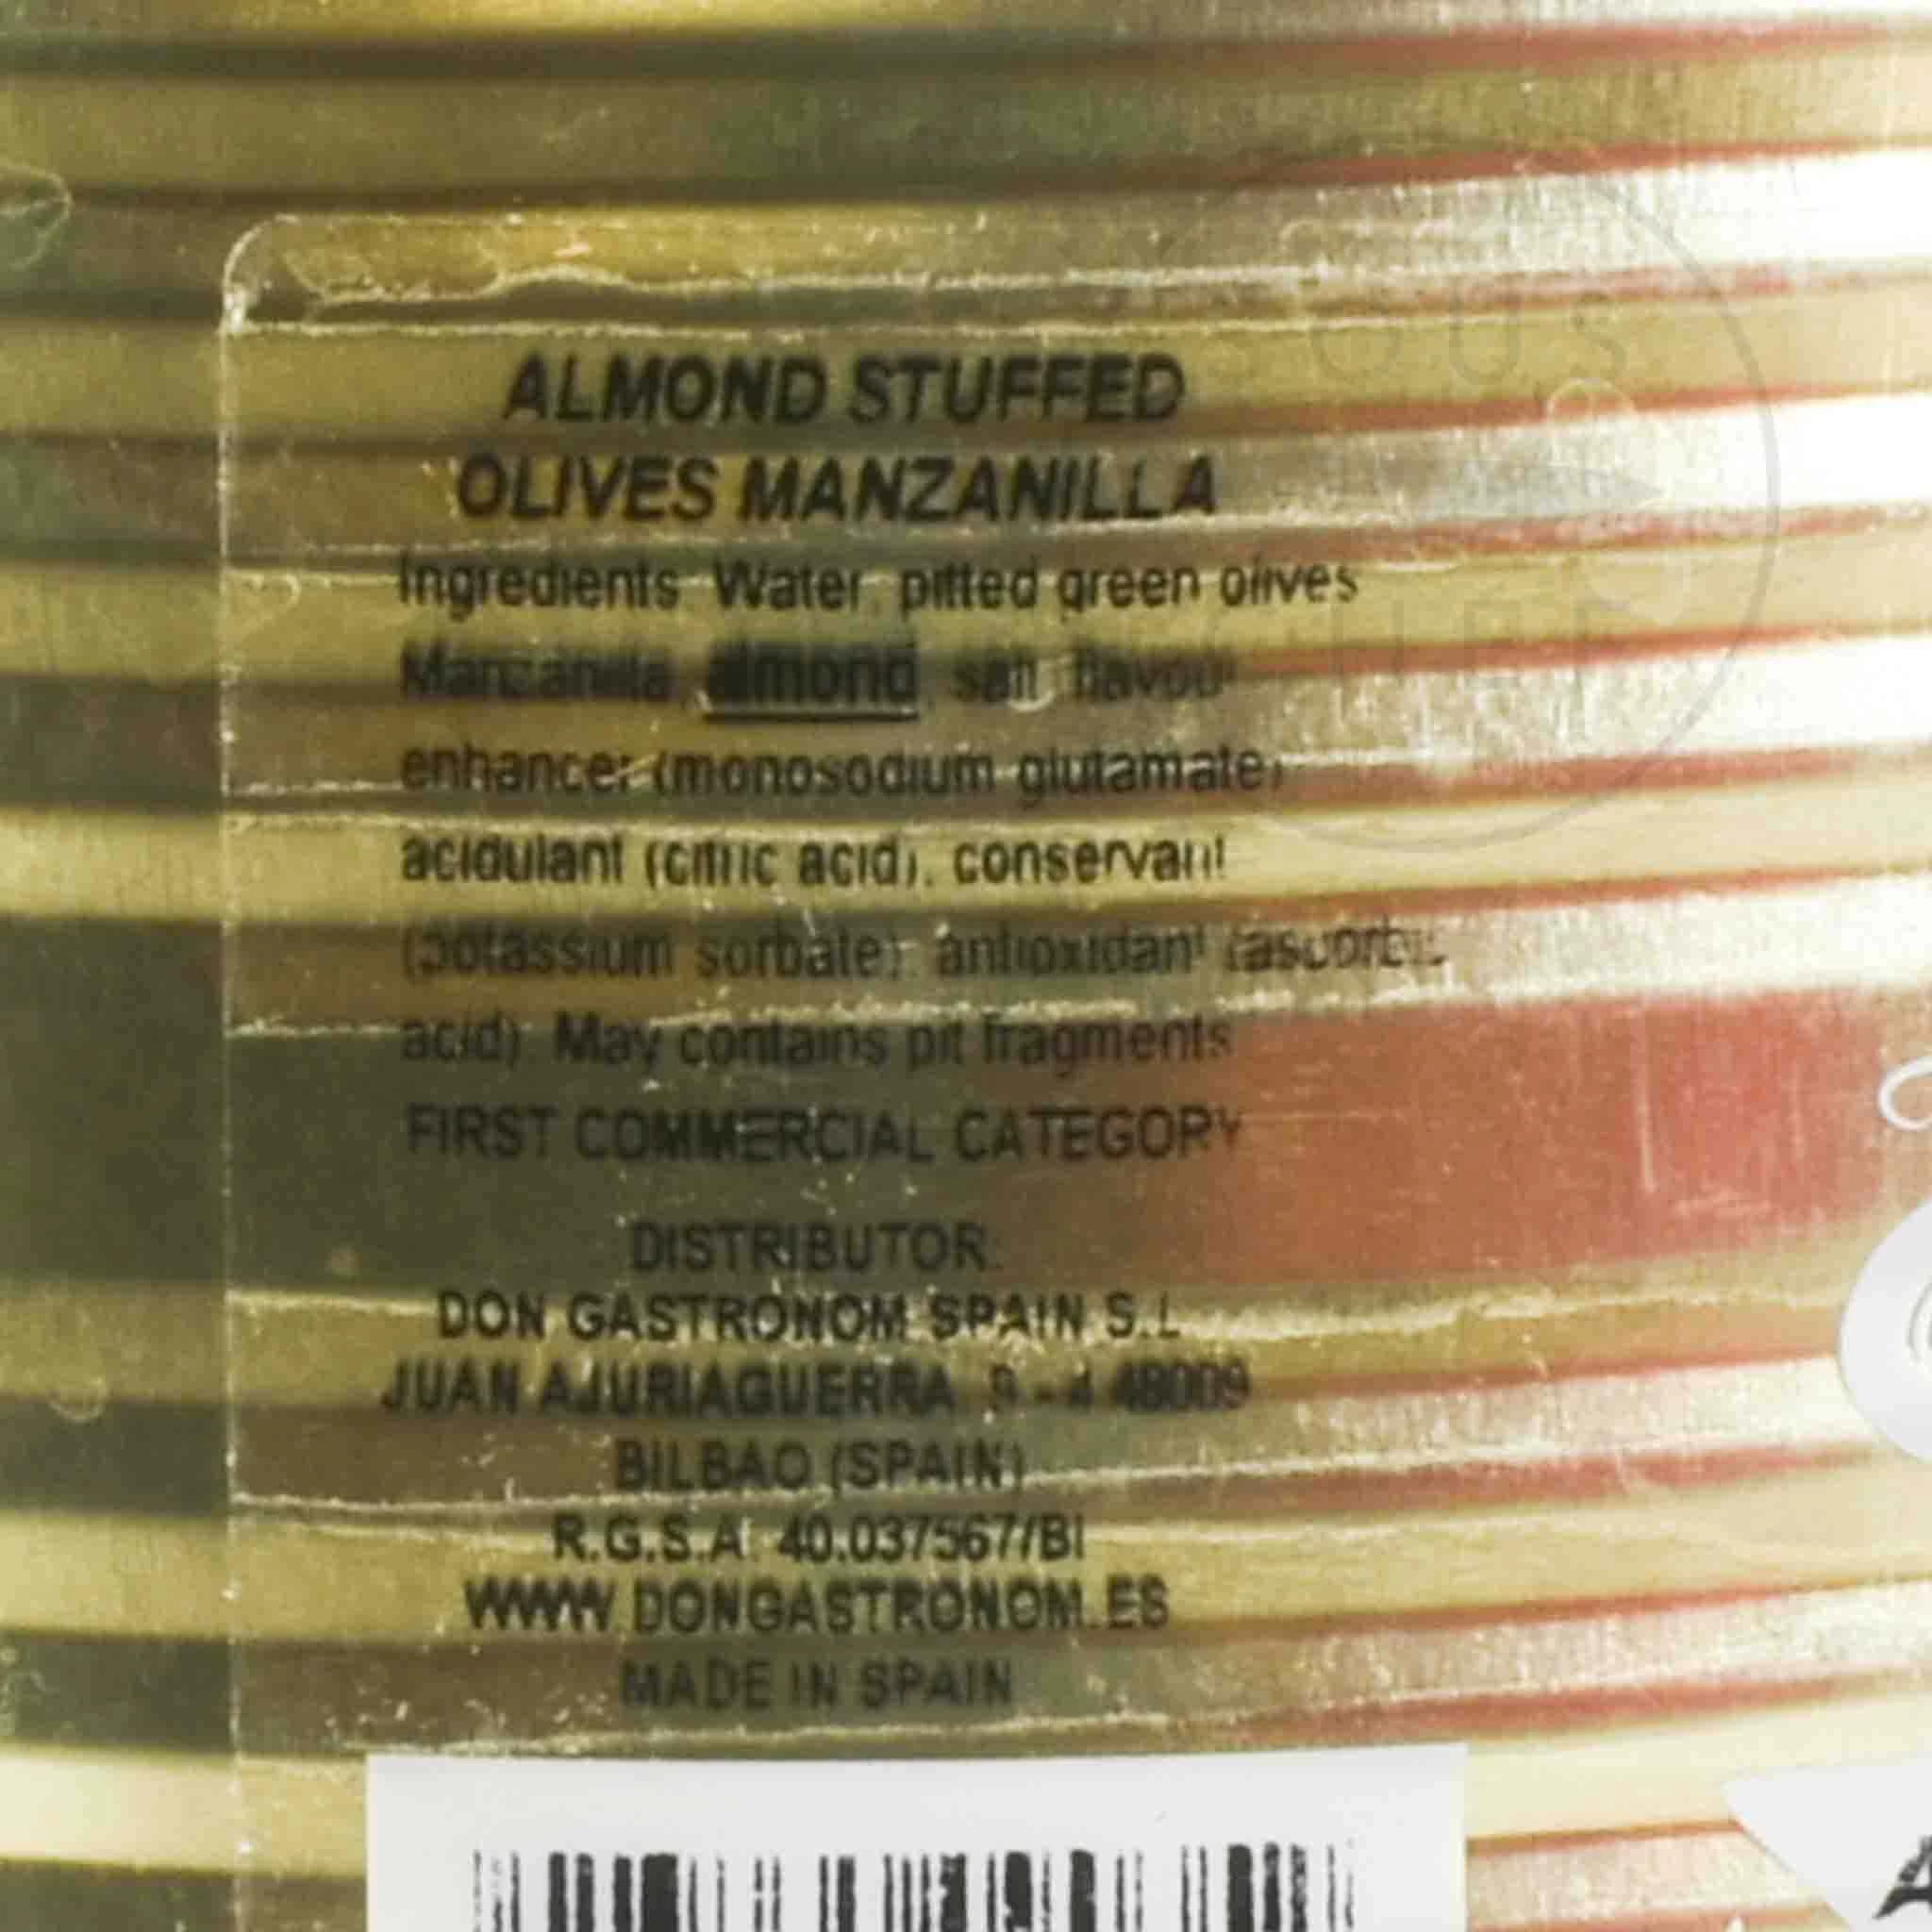 ALMOND STUFFED
OLIVES MANZANILLA
Ingredients: Water, pitted green olives
Manzanilla, almond, salt, flavour
enhancer (monosodium glutamate)
acidulant (citric acid), conservant
(potassium sorbate), antioxidant (ascorbic
acid). May contains pit fragments
FIRST COMMERCIAL CATEGORY
DISTRIBUTOR:
DON GASTRONOM SPAIN S.L
JUAN AJURIAGUERRA, 9 - 4 48009
BILBAO (SPAIN)
R.G.S.A: 40.037567/BI
WWW.DONGASTRONOM.ES
MADE IN SPAIN